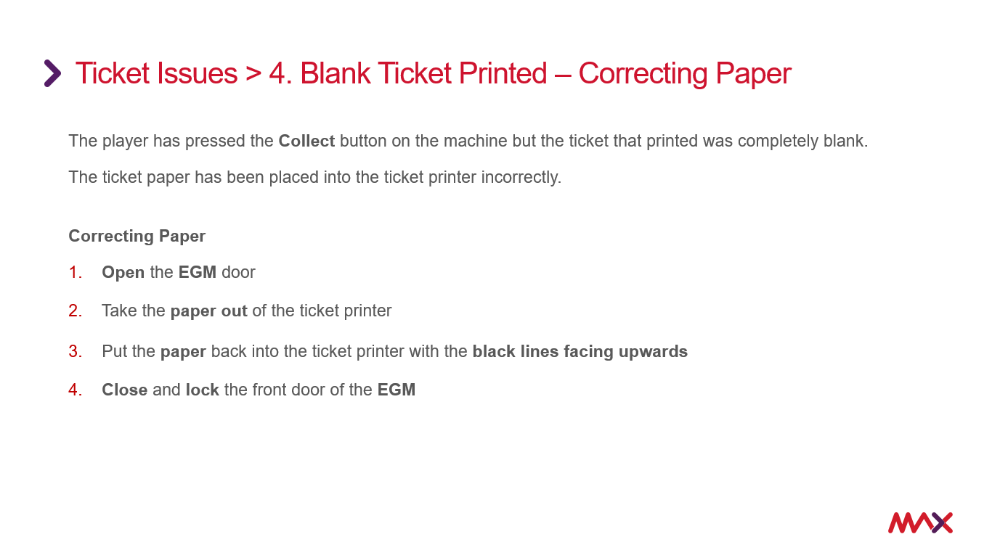 Ticket Issues > 4. Blank Ticket Printed – Correcting Paper
The player has pressed the Collect button on the machine but the ticket that printed was completely blank.
The ticket paper has been placed into the ticket printer incorrectly.
Correcting Paper
1. Open the EGM door
2. Take the paper out of the ticket printer
3. Put the paper back into the ticket printer with the black lines facing upwards
4. Close and lock the front door of the EGM
MAX